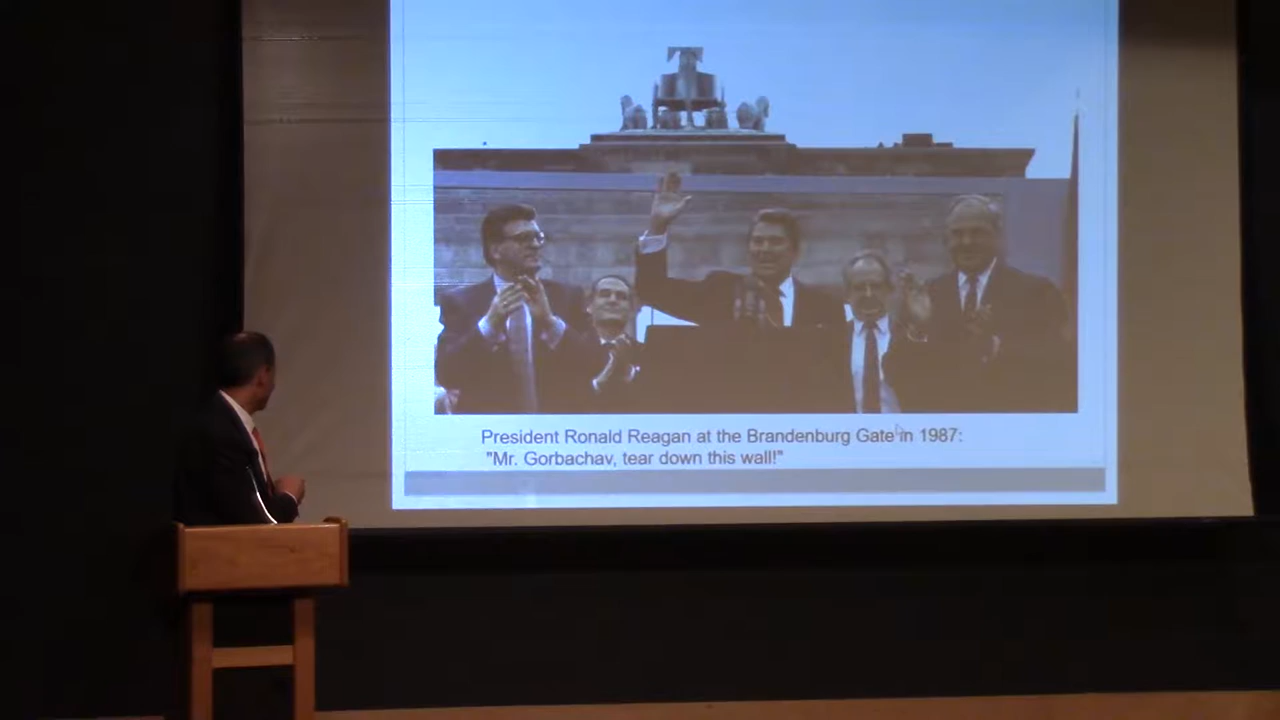 President Ronald Reagan at the Brandenburg Gate in 1987:
"Mr. Gorbachav, tear down this wall!"